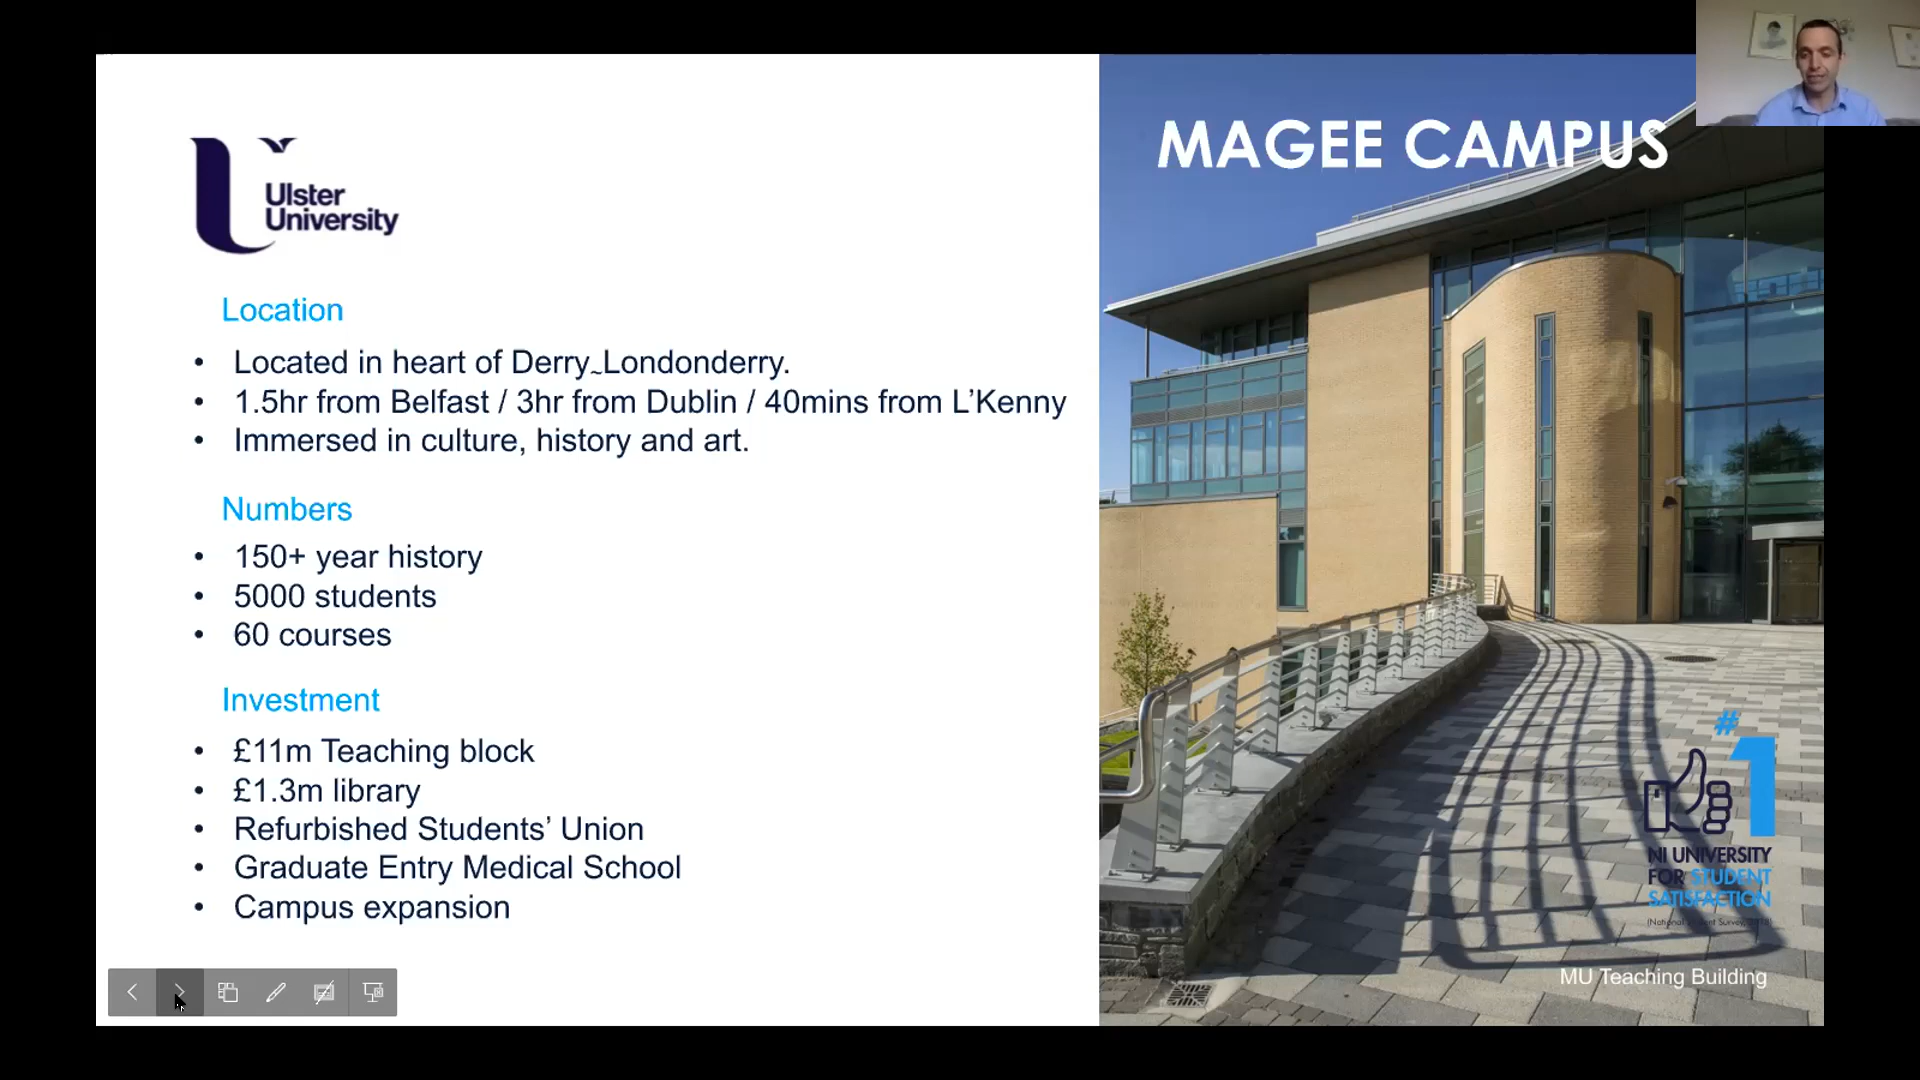 Ulster
University
MAGEE CAMPUS
Location
• Located in heart of Derry~Londonderry.
• 1.5hr from Belfast / 3hr from Dublin / 40mins from L’Kenny
• Immersed in culture, history and art.
Numbers
• 150+ year history
• 5000 students
• 60 courses
Investment
• £11m Teaching block
• £1.3m library
• Refurbished Students’ Union
• Graduate Entry Medical School
• Campus expansion
#1
NI UNIVERSITY
FOR STUDENT
SATISFACTION
(National Student Survey,
MU Teaching Building